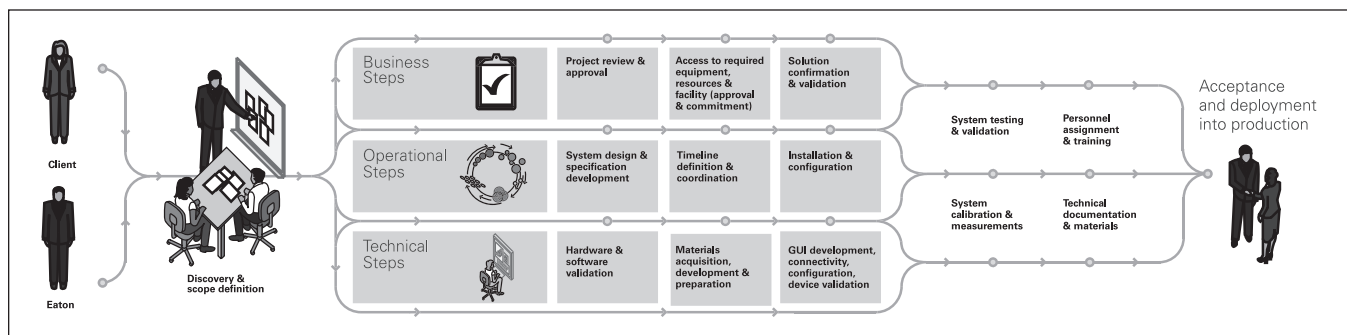 Client
Eaton
Discovery &
scope definition
Business
Steps
Project review &
approval
Access to required
equipment,
resources &
facility (approval
& commitment)
Solution
confirmation
& validation
Operational
Steps
System design &
specification
development
Timeline
definition &
coordination
Installation &
configuration
Technical
Steps
Hardware &
software
validation
Materials
acquisition,
development &
preparation
GUI development,
connectivity,
configuration,
device validation
System testing
& validation
Personnel
assignment
& training
System
calibration &
measurements
Technical
documentation
& materials
Acceptance
and deployment
into production